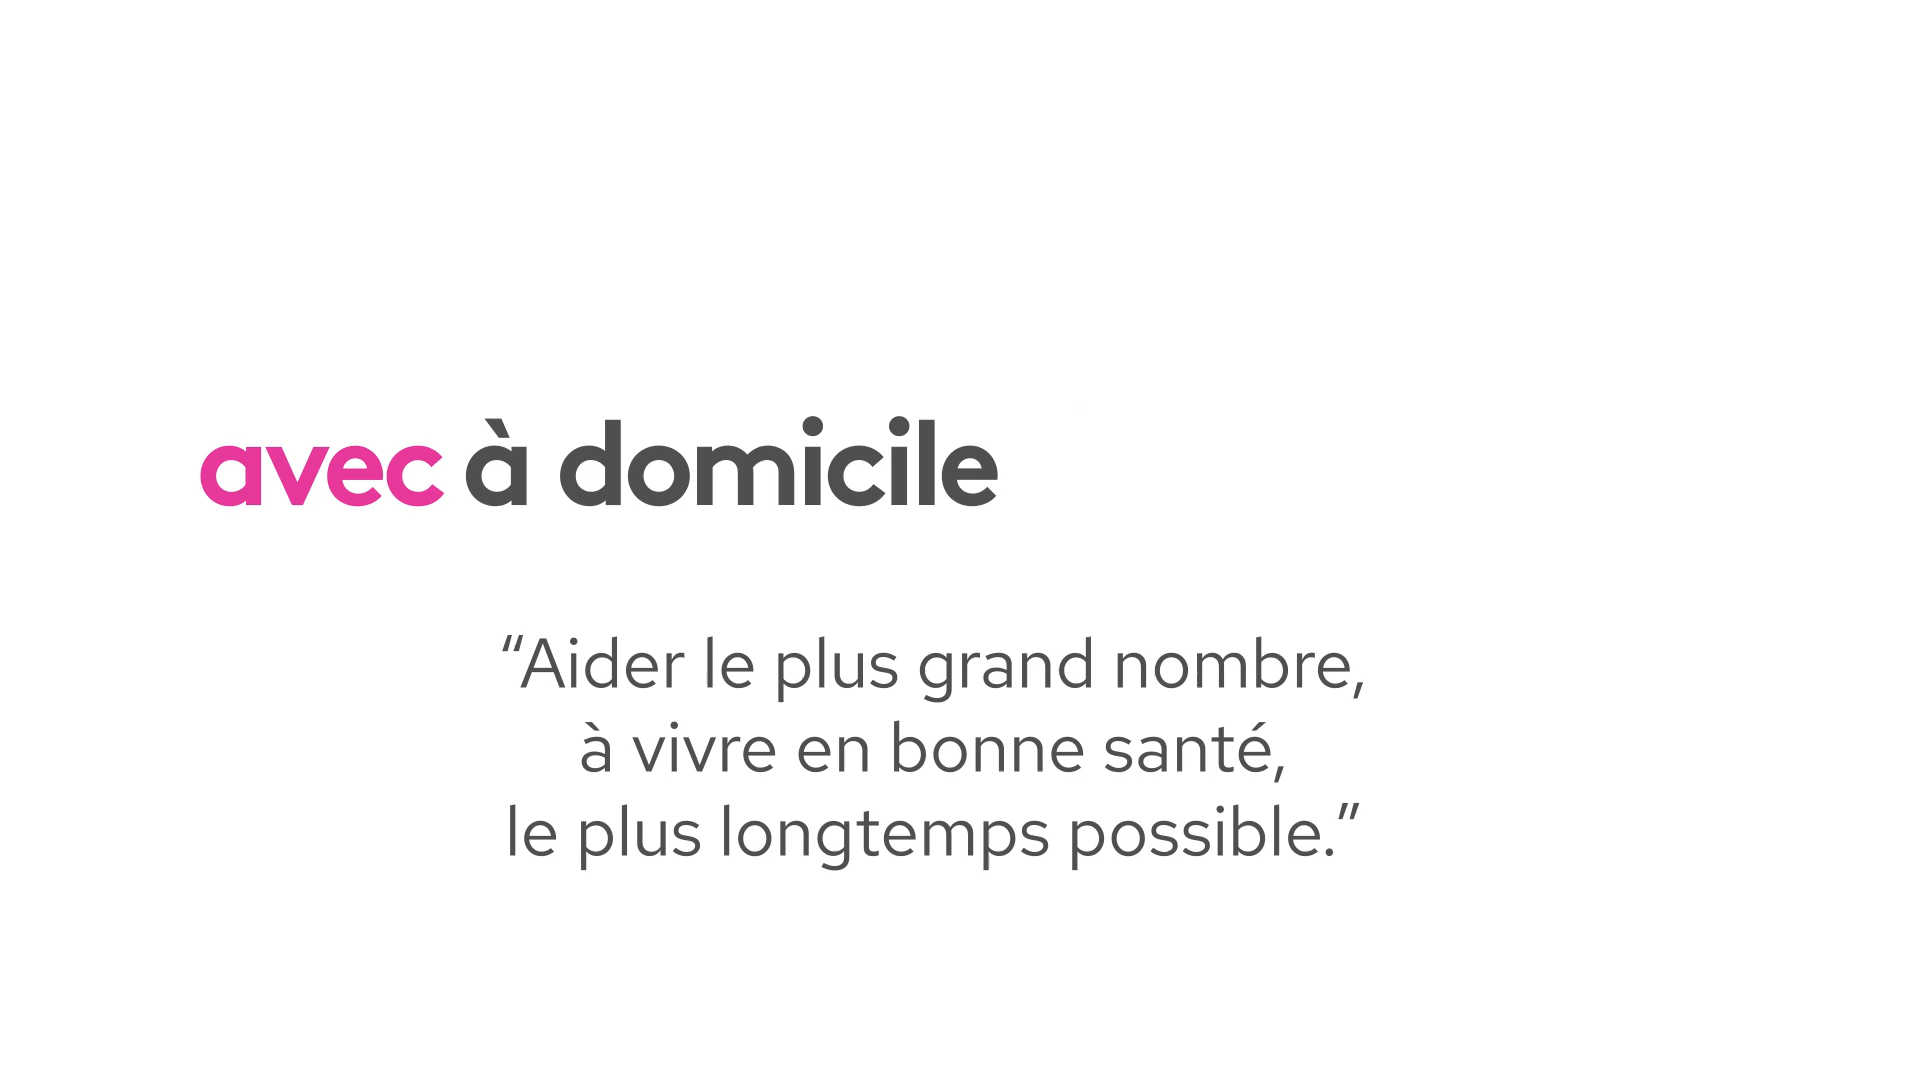 avec à domicile
“Aider le plus grand nombre,
à vivre en bonne santé,
le plus longtemps possible.”